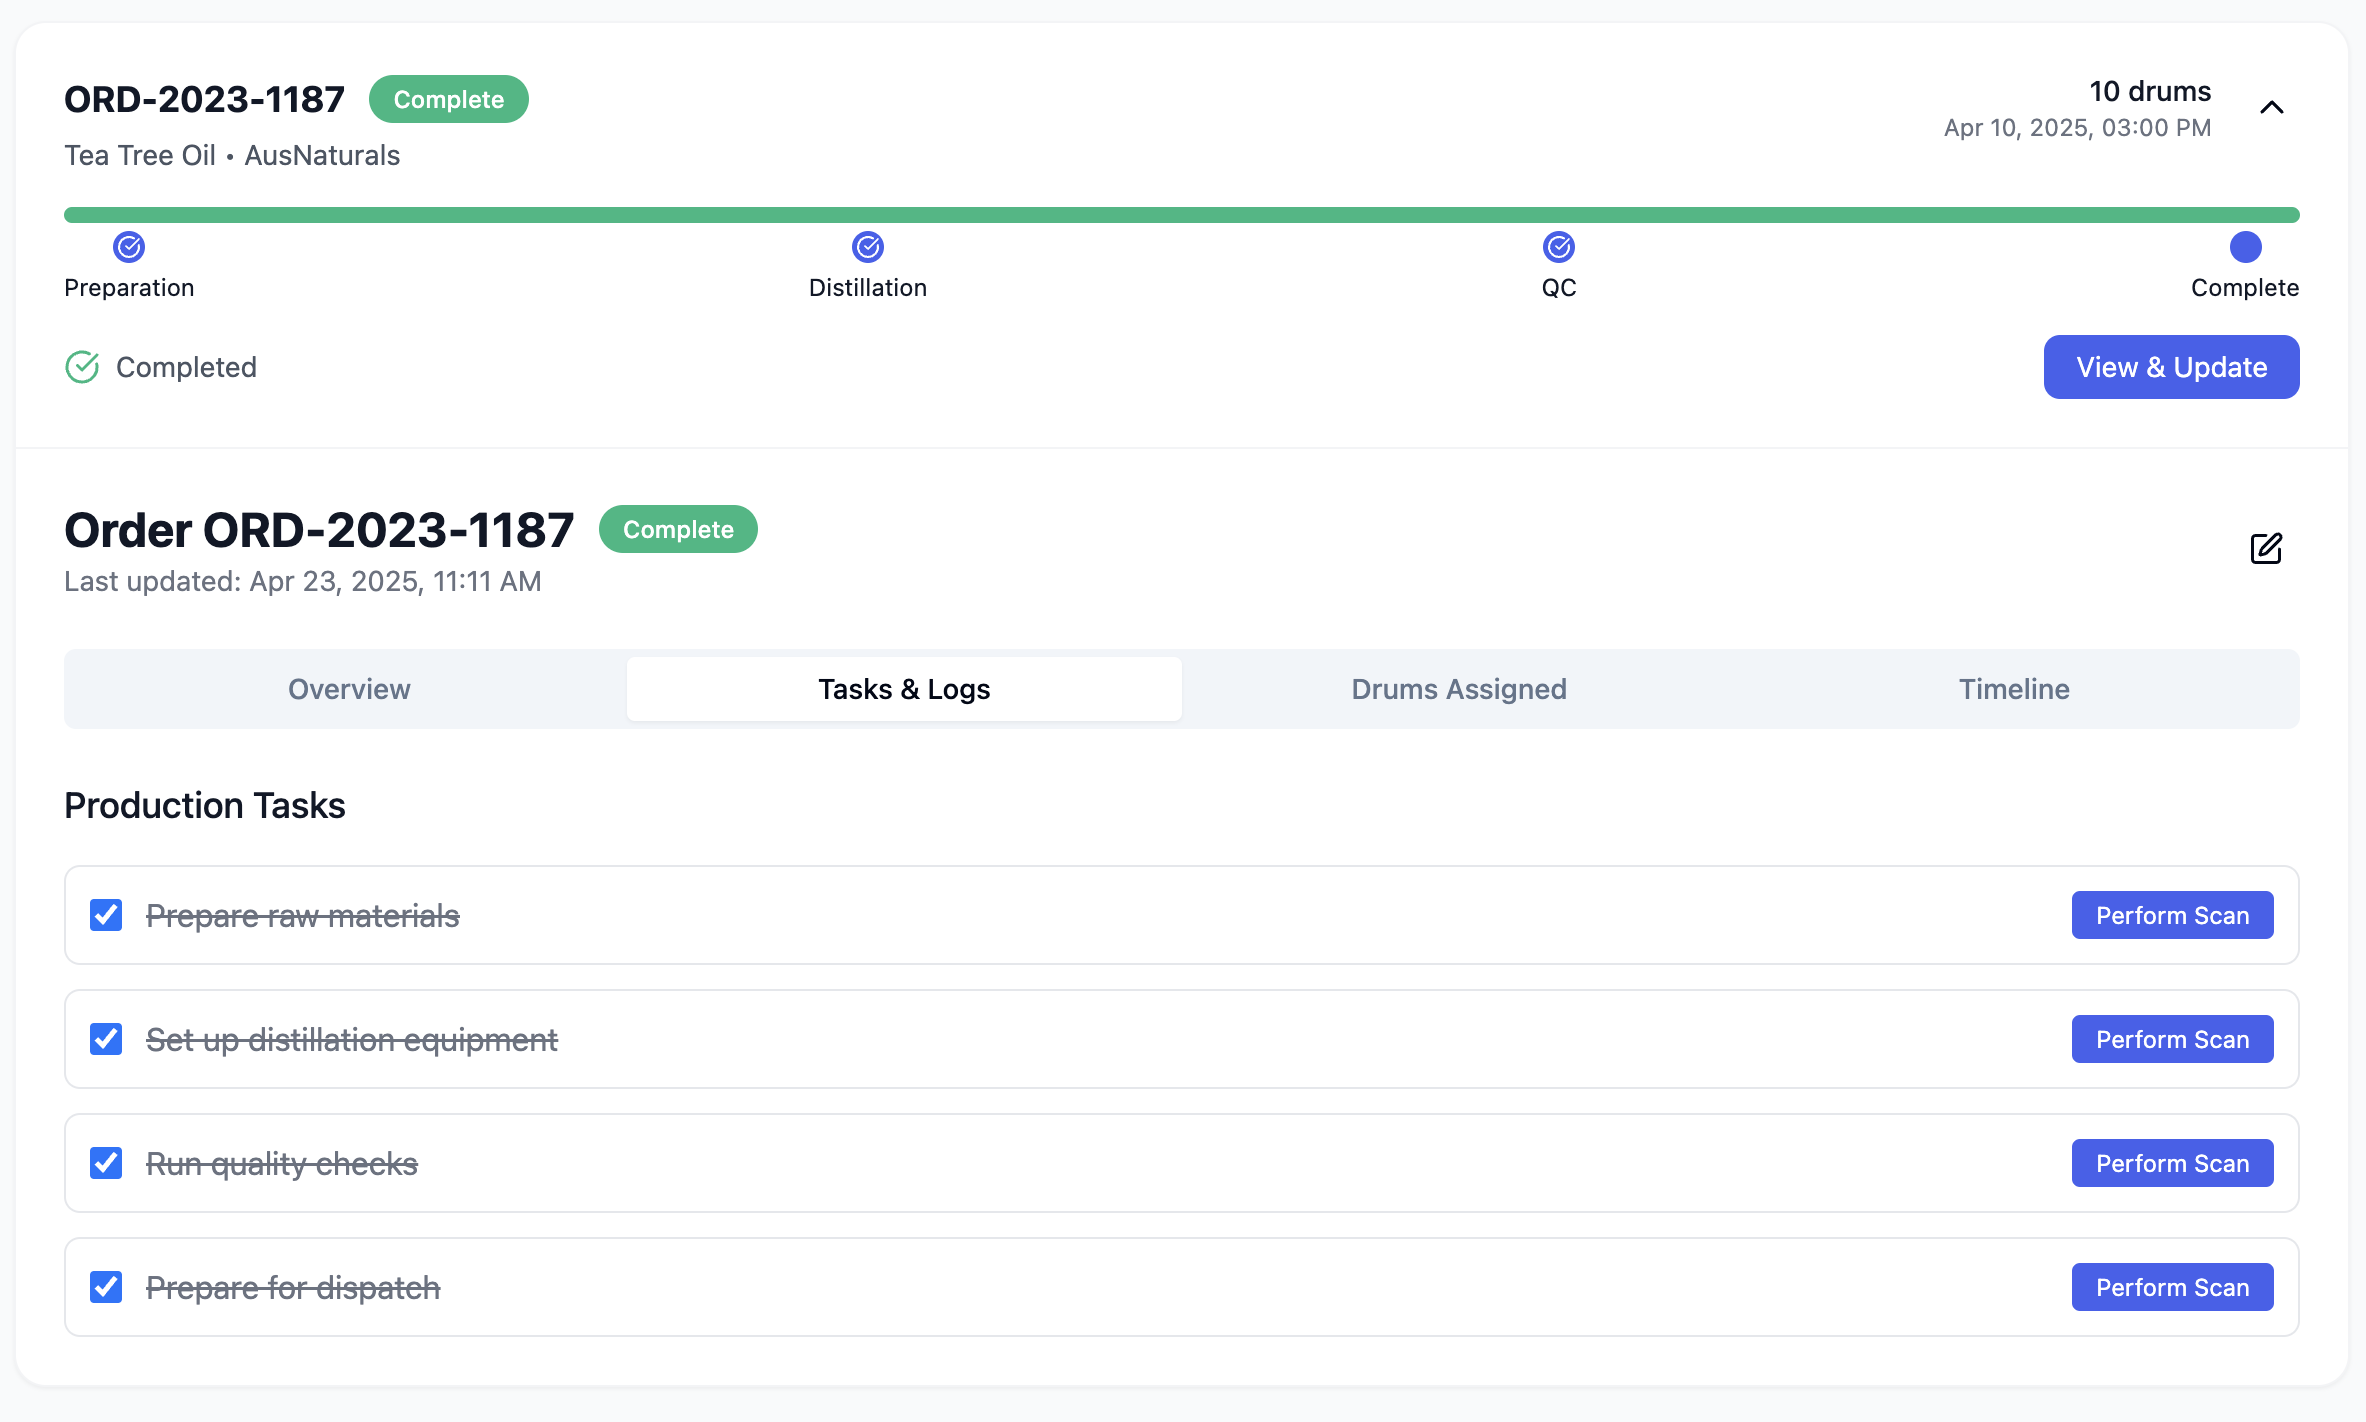 ORD-2023-1187 Complete
10 drums
Apr 10, 2025, 03:00 PM
Tea Tree Oil • AusNaturals
Preparation
Distillation
QC
Complete
Completed
View & Update
Order ORD-2023-1187 Complete
Last updated: Apr 23, 2025, 11:11 AM
Overview
Tasks & Logs
Drums Assigned
Timeline
Production Tasks
Prepare raw materials
Perform Scan
Set up distillation equipment
Perform Scan
Run quality checks
Perform Scan
Prepare for dispatch
Perform Scan